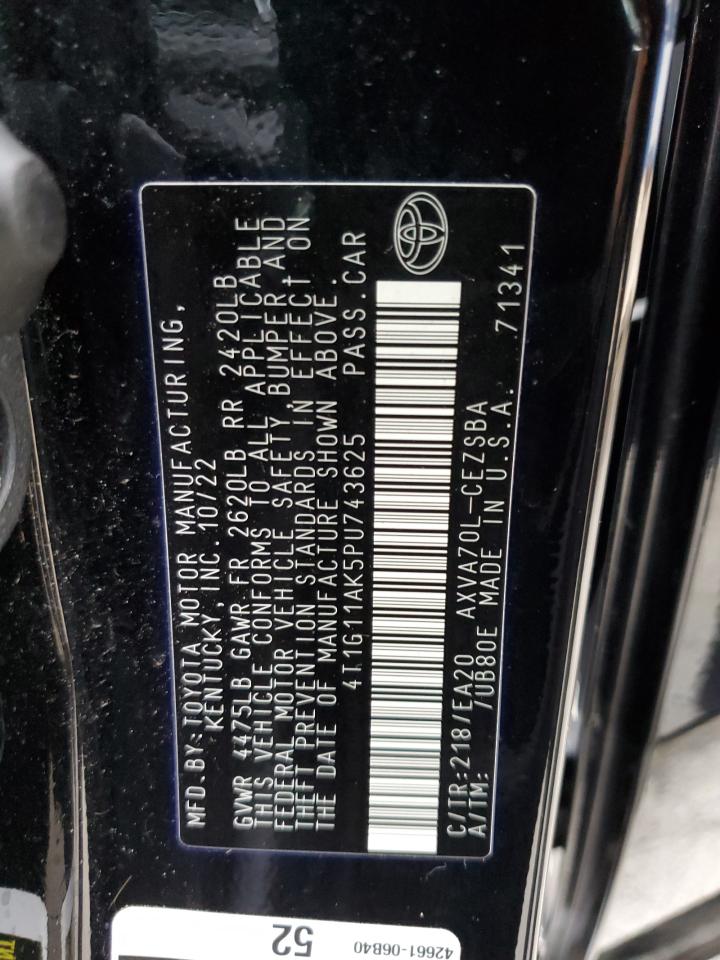 MFD.BY:TOYOTA MOTOR MANUFACTURING,
KENTUCKY,INC. 10/22
GVWR 4475LB GAWR FR 2620LB RR 2420LB
THIS VEHICLE CONFORMS TO ALL APPLICABLE
FEDERAL MOTOR VEHICLE SAFETY, BUMPER, AND
THEFT PREVENTION STANDARDS IN EFFECT ON
THE DATE OF MANUFACTURE SHOWN ABOVE.
4T1G11AK5PU743625 PASS.CAR
C/TR:218/EA20 AXVA70L-CEZSBA
A/TM: /UB80E MADE IN U.S.A. 71341
52
42661-06B40